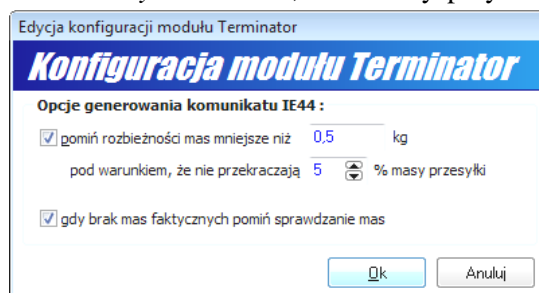 Edycja konfiguracji modułu Terminator
Konfiguracja modułu Terminator
Opcje generowania komunikatu IE44 :
pomiń rozbieżności mas mniejsze niż 0,5 kg
pod warunkiem, że nie przekraczają 5 % masy przesyłki
gdy brak mas faktycznych pomiń sprawdzanie mas
Ok Anuluj